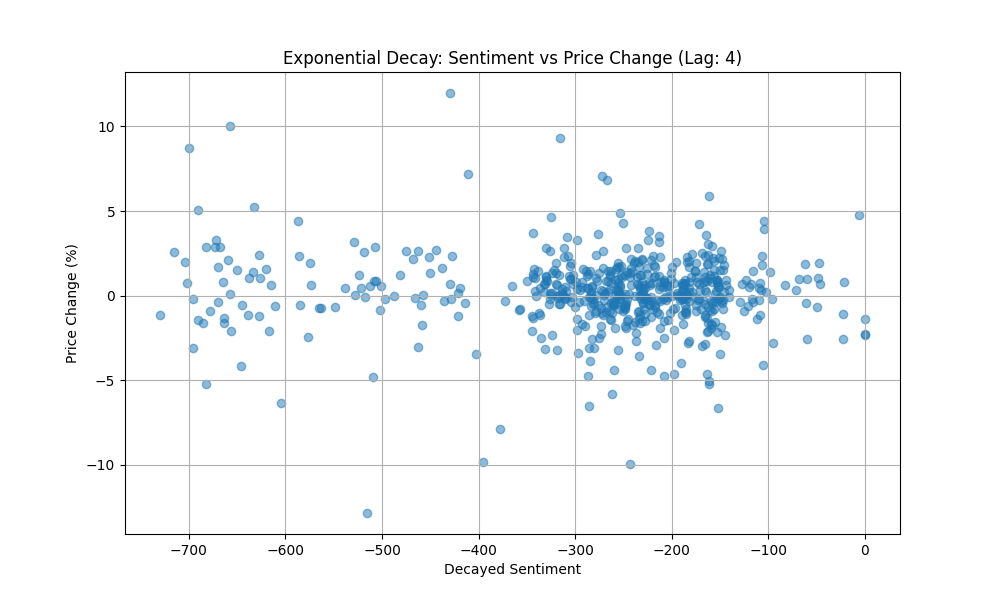 Exponential Decay: Sentiment vs Price Change (Lag: 4)
10
5
0
−5
−10
Price Change (%)
−700 −600 −500 −400 −300 −200 −100 0
Decayed Sentiment